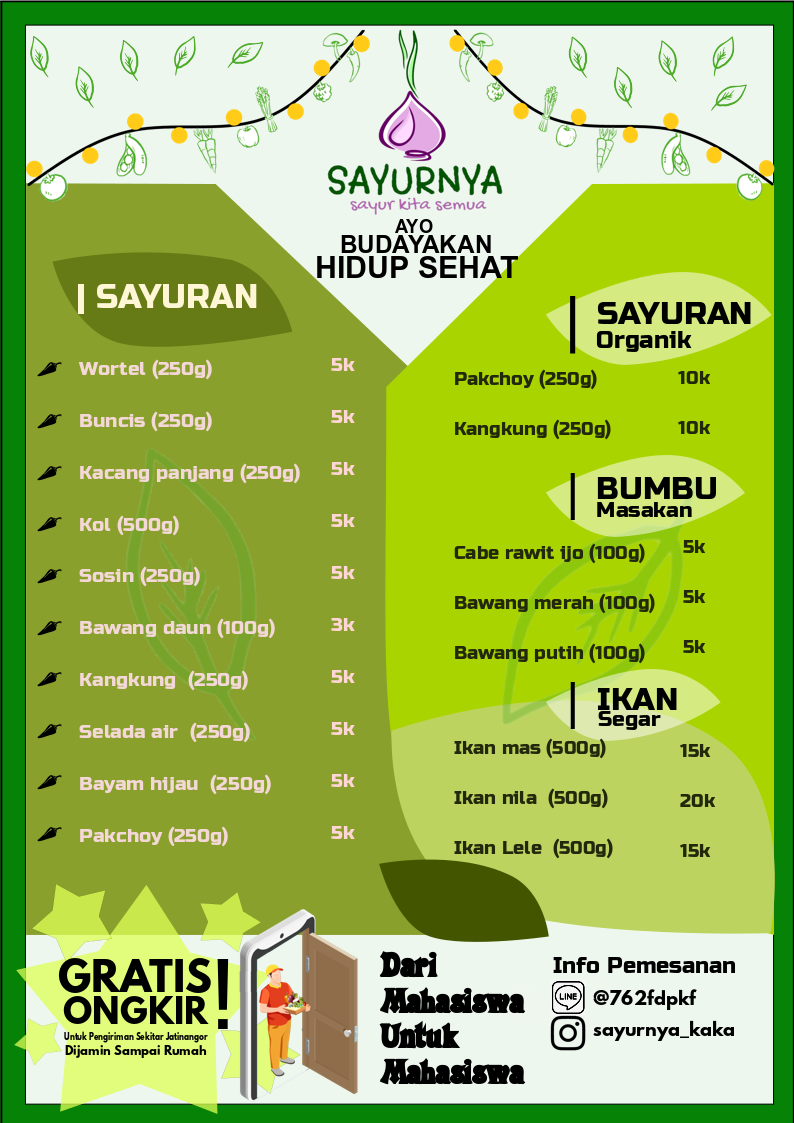 SAYURNYA
sayur kita semua
AYO
BUDAYAKAN
HIDUP SEHAT
| SAYURAN
Wortel (250g) 5k
Buncis (250g) 5k
Kacang panjang (250g) 5k
Kol (500g) 5k
Sosin (250g) 5k
Bawang daun (100g) 3k
Kangkung (250g) 5k
Selada air (250g) 5k
Bayam hijau (250g) 5k
Pakchoy (250g) 5k
SAYURAN
Organik
Pakchoy (250g) 10k
Kangkung (250g) 10k
BUMBU
Masakan
Cabe rawit ijo (100g) 5k
Bawang merah (100g) 5k
Bawang putih (100g) 5k
IKAN
Segar
Ikan mas (500g) 15k
Ikan nila (500g) 20k
Ikan Lele (500g) 15k
GRATIS
ONGKIR!
Untuk Pengiriman Sekitar Jatinangor
Dijamin Sampai Rumah
Dari
Mahasiswa
Untuk
Mahasiswa
Info Pemesanan
LINE @762fdpkf
sayurnya_kaka